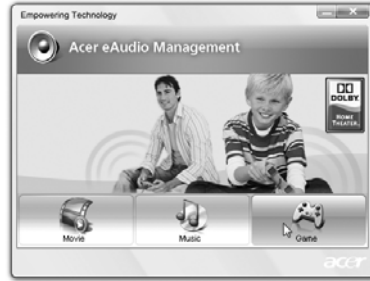 Empowering Technology
Acer eAudio Management
DOLBY
HOME
THEATER
Movie
Music
Game
acer